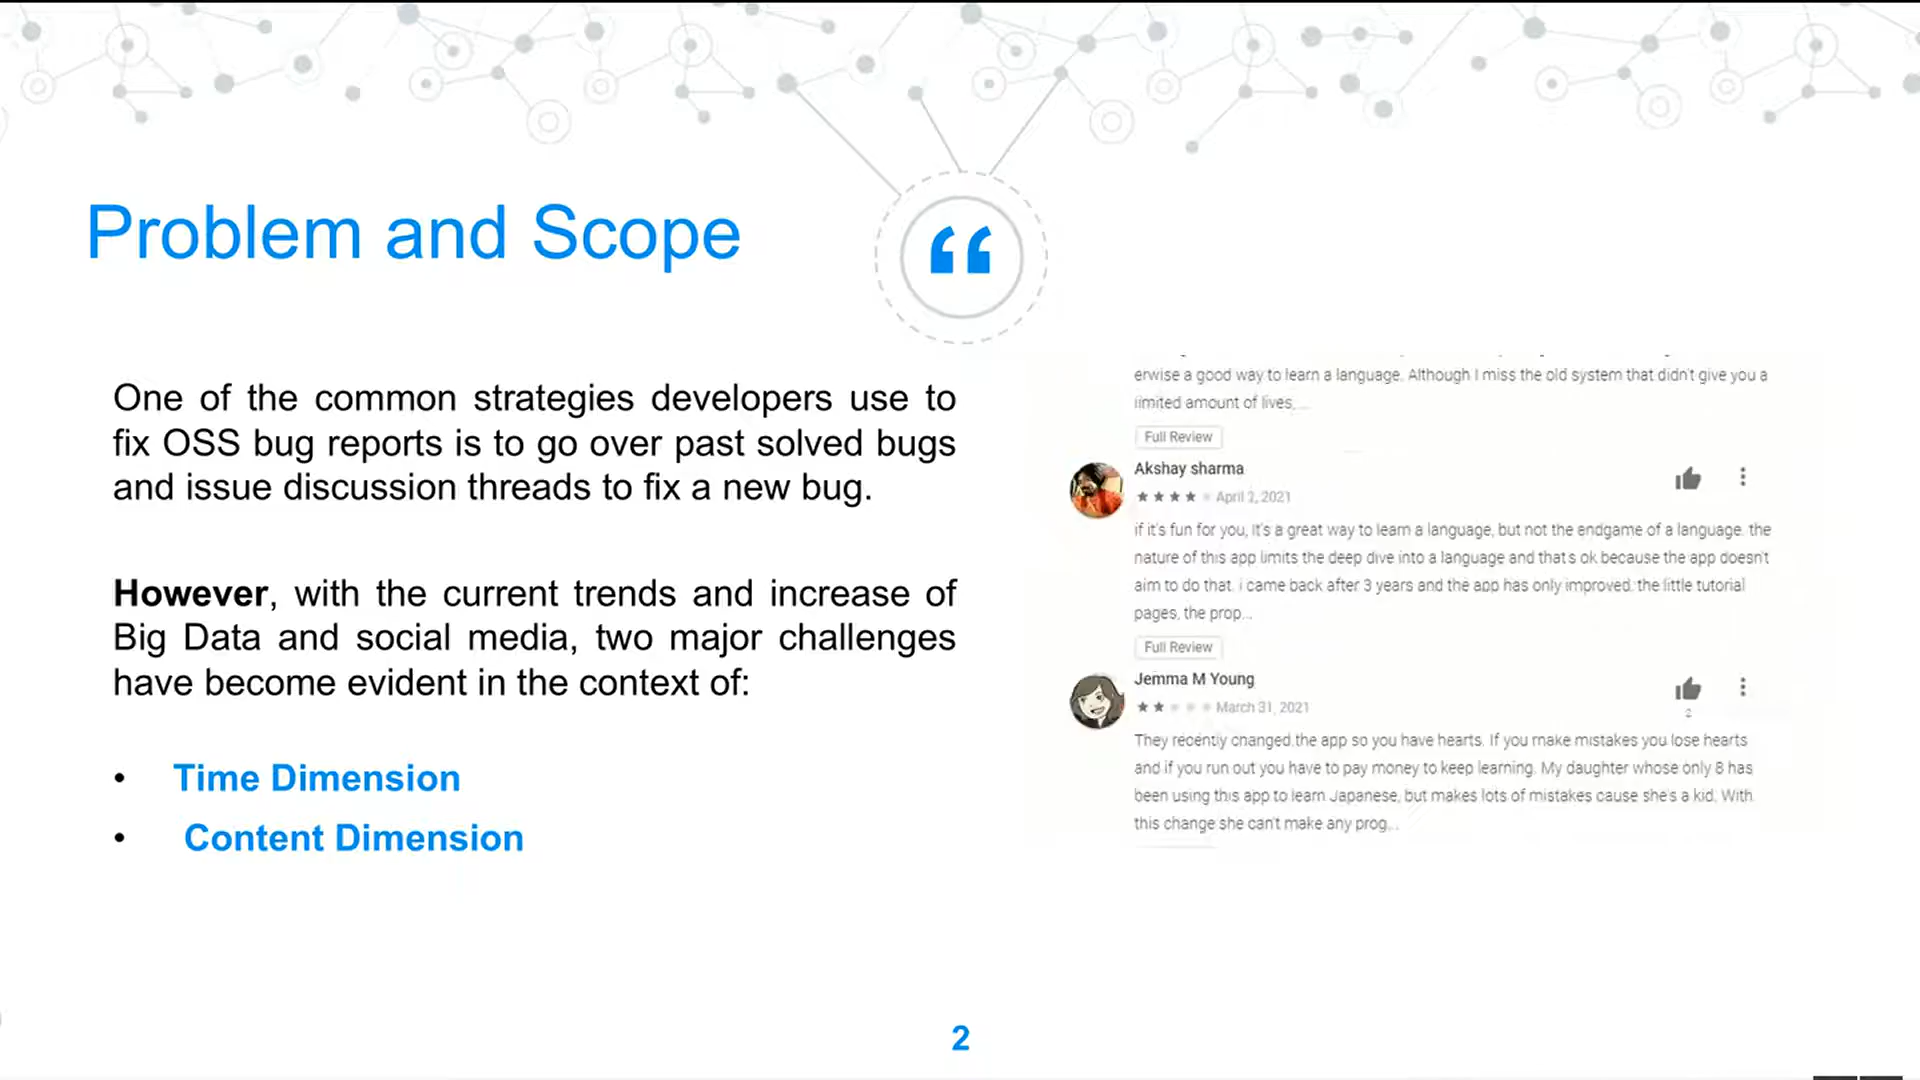 Problem and Scope
“
One of the common strategies developers use to
fix OSS bug reports is to go over past solved bugs
and issue discussion threads to fix a new bug.
However, with the current trends and increase of
Big Data and social media, two major challenges
have become evident in the context of:
• Time Dimension
• Content Dimension
erwise a good way to learn a language. Although I miss the old system that didn't give you a
limited amount of lives,...
Full Review
Akshay sharma
April 2, 2021
if it's fun for you, it's a great way to learn a language, but not the endgame of a language. the
nature of this app limits the deep dive into a language and that's ok because the app doesn't
aim to do that. i came back after 3 years and the app has only improved. the little tutorial
pages, the prop...
Full Review
Jemma M Young
March 31, 2021
2
They recently changed the app so you have hearts. If you make mistakes you lose hearts
and if you run out you have to pay money to keep learning. My daughter whose only 8 has
been using this app to learn Japanese, but makes lots of mistakes cause she's a kid. With
this change she can't make any prog...
2